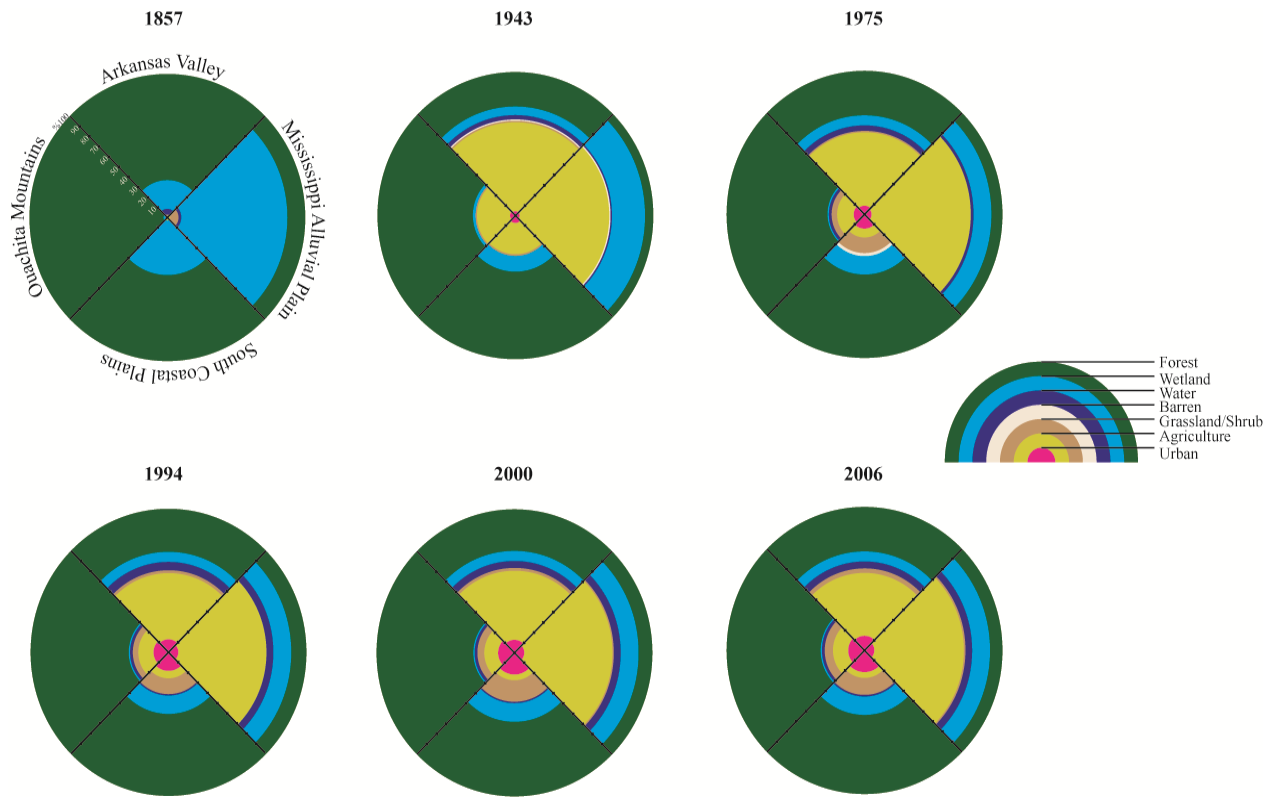 1857
1943
1975
Arkansas Valley
Ouachita Mountains
Mississippi Alluvial Plain
South Coastal Plains
%100
90
80
70
60
50
40
30
20
10
Forest
Wetland
Water
Barren
Grassland/Shrub
Agriculture
Urban
1994
2000
2006